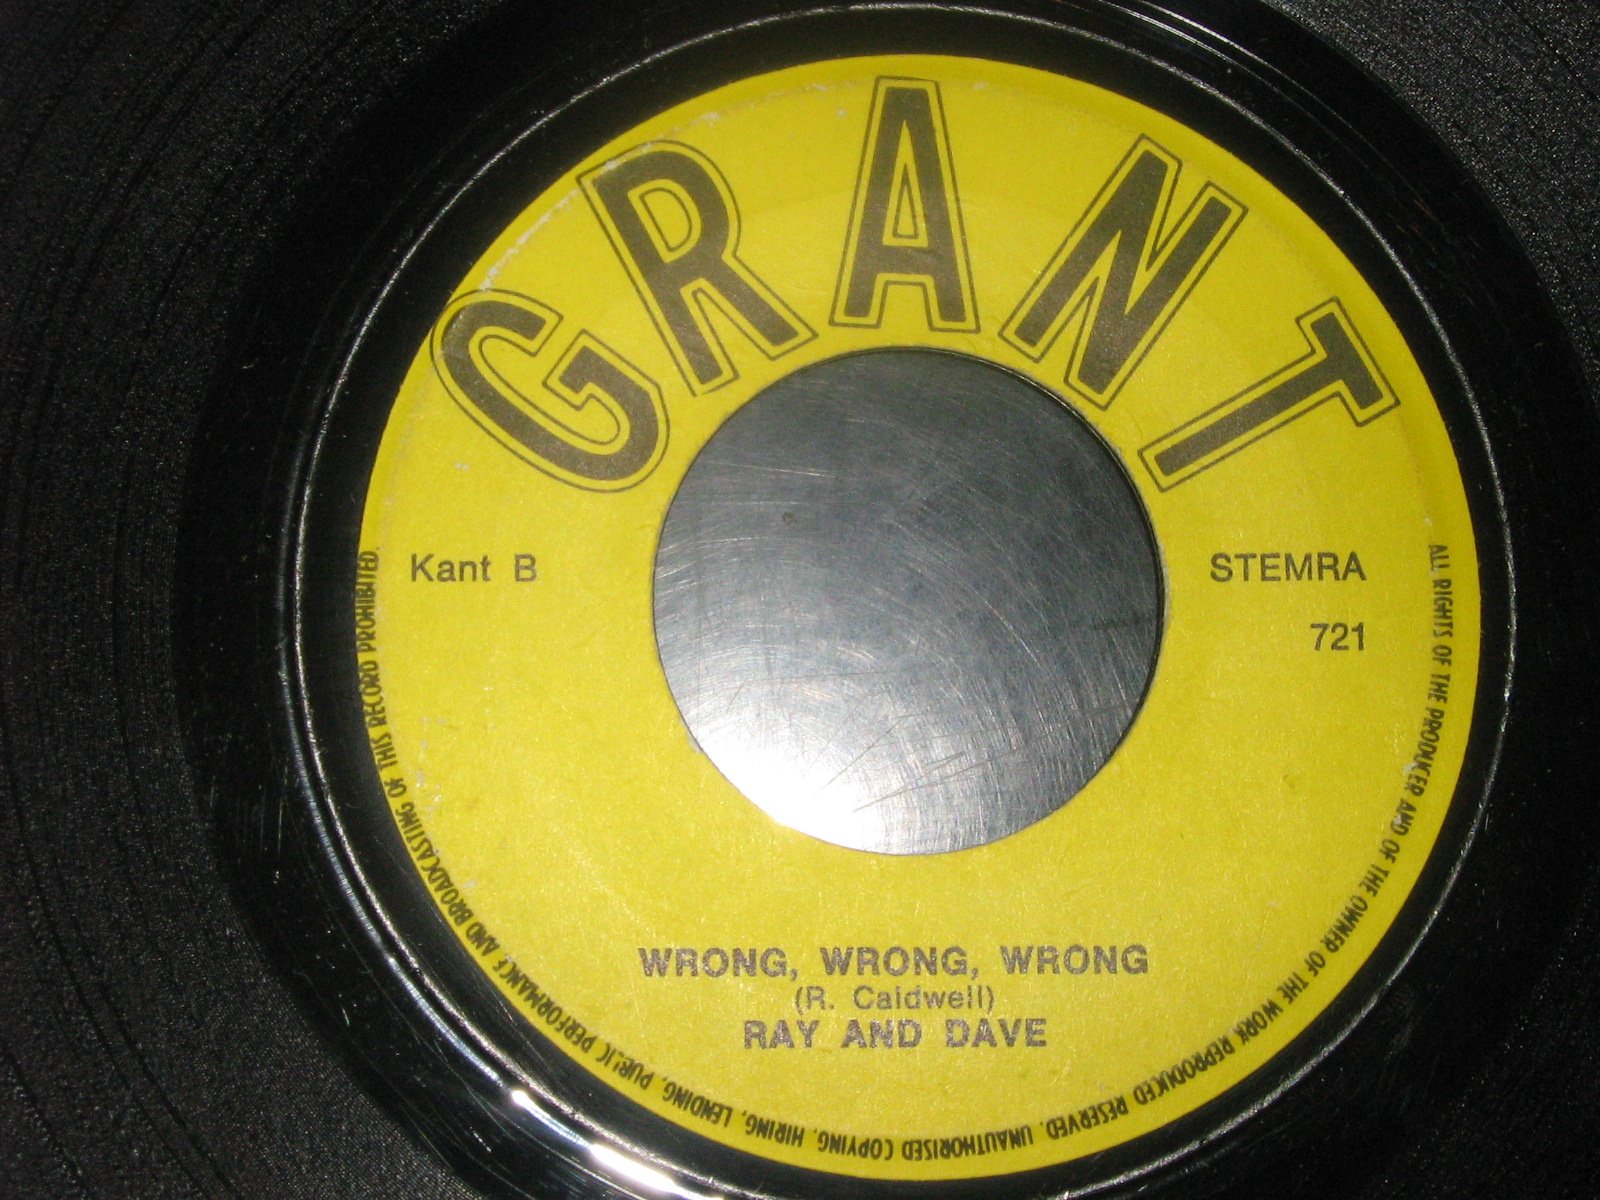 GRANT
Kant B
STEMRA
721
WRONG, WRONG, WRONG
(R. Caldwell)
RAY AND DAVE
ALL RIGHTS OF THE PRODUCER AND OF THE OWNER OF THE WORK REPRODUCED RESERVED. UNAUTHORISED COPYING, HIRING, LENDING, PUBLIC PERFORMANCE AND BROADCASTING OF THIS RECORD PROHIBITED.